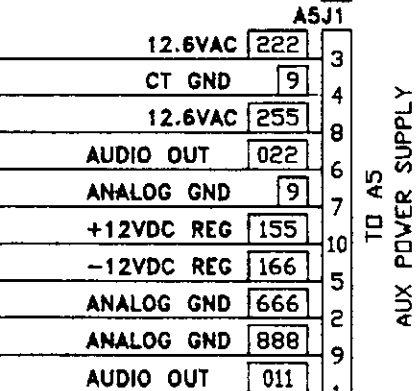 A5J1
12.6VAC 222 3
CT GND 9 4
12.6VAC 255 8
AUDIO OUT 022 6
ANALOG GND 9 7
+12VDC REG 155 10
-12VDC REG 166 5
ANALOG GND 666 2
ANALOG GND 888 9
AUDIO OUT 011 1
TO A5
AUX POWER SUPPLY